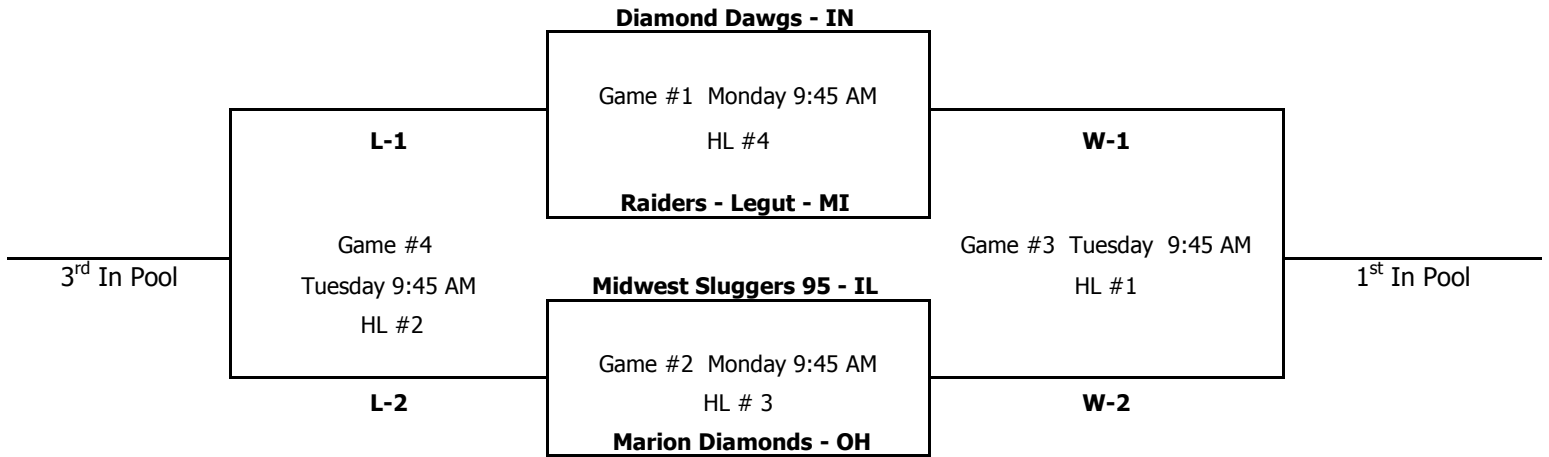 Diamond Dawgs - IN
Game #1  Monday 9:45 AM
HL #4
L-1
W-1
Raiders - Legut - MI
Game #4
Tuesday 9:45 AM
HL #2
3rd In Pool
Game #3  Tuesday  9:45 AM
HL #1
1st In Pool
Midwest Sluggers 95 - IL
Game #2  Monday 9:45 AM
HL # 3
L-2
W-2
Marion Diamonds - OH